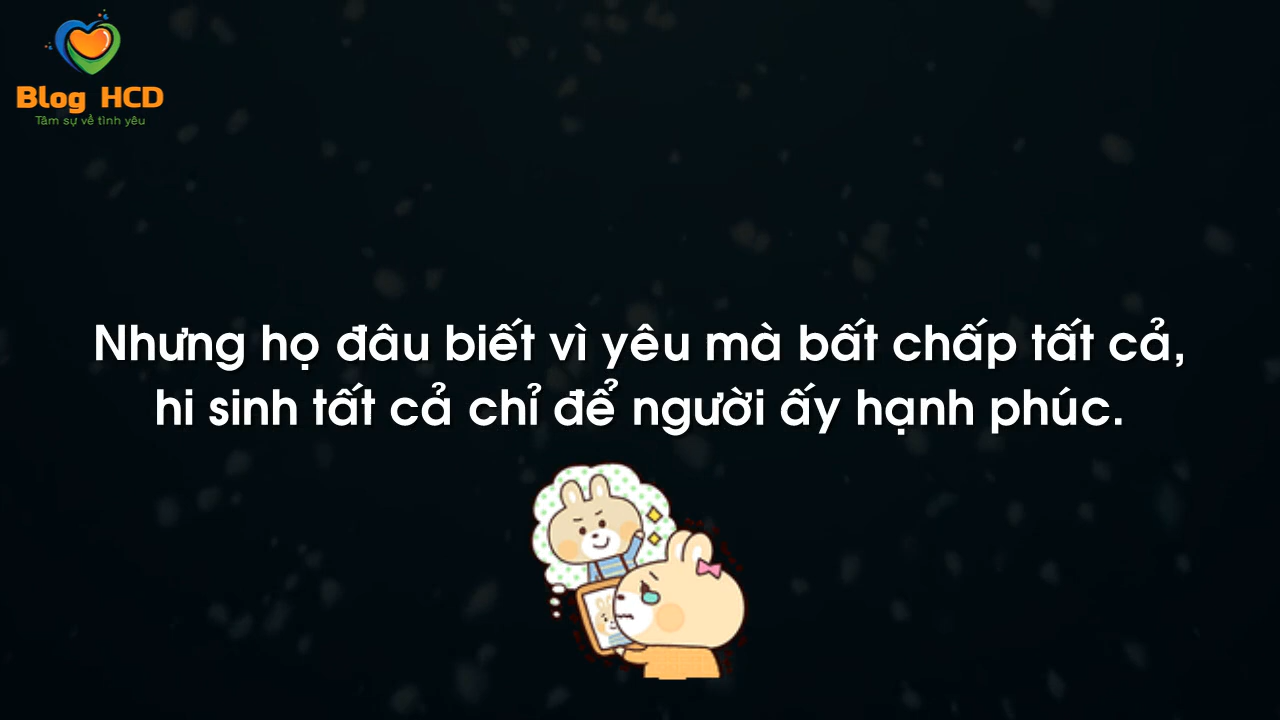 Blog HCD
Tâm sự về tình yêu
Nhưng họ đâu biết vì yêu mà bất chấp tất cả,
hi sinh tất cả chỉ để người ấy hạnh phúc.